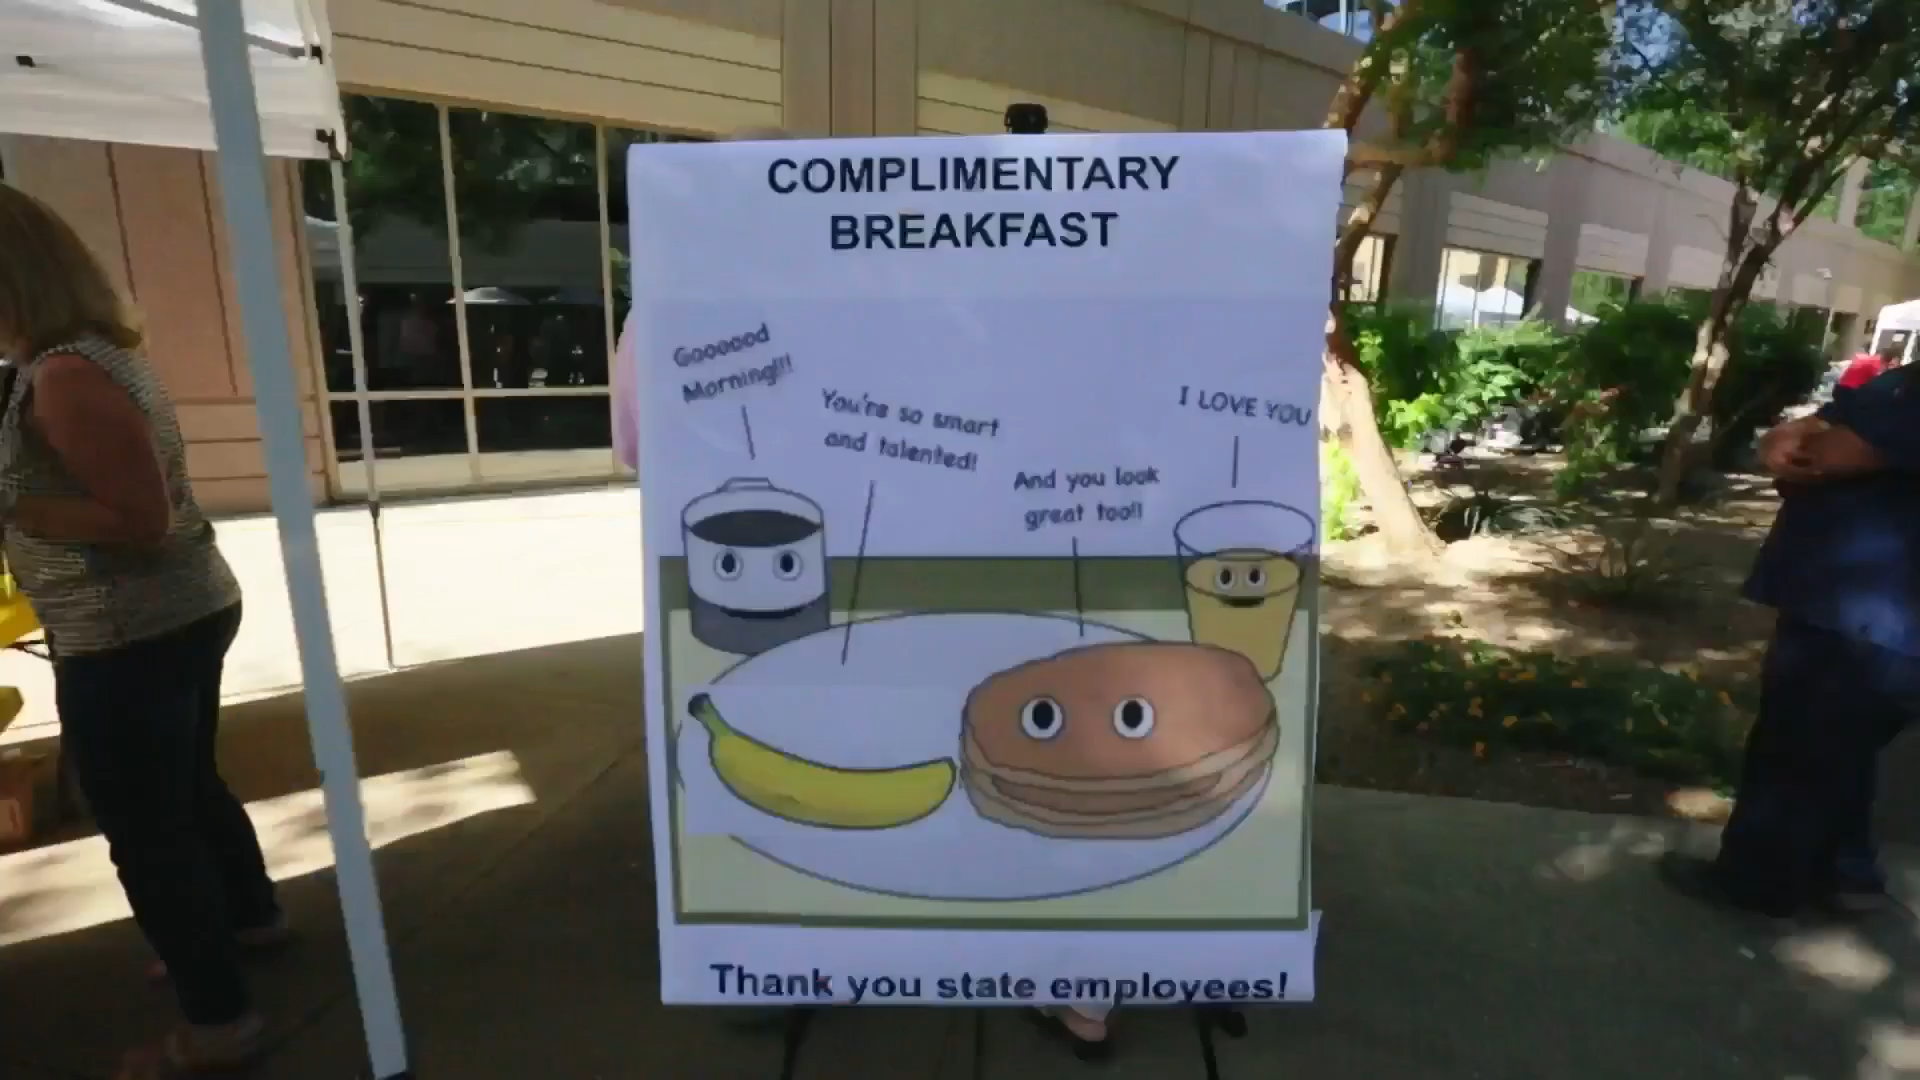 COMPLIMENTARY
BREAKFAST
Goooood
Morning!!!
You're so smart
and talented!
And you look
great too!!
I LOVE YOU
Thank you state employees!